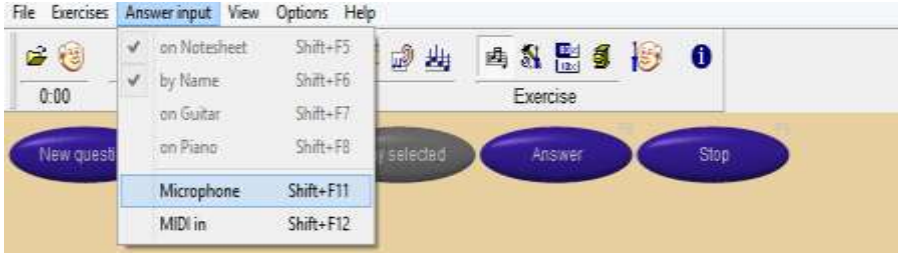 File Exercises Answer input View Options Help
on Notesheet Shift+F5
by Name Shift+F6
0:00 Exercise
on Guitar Shift+F7
on Piano Shift+F8
New questi selected Answer Stop
Microphone Shift+F11
MIDI in Shift+F12